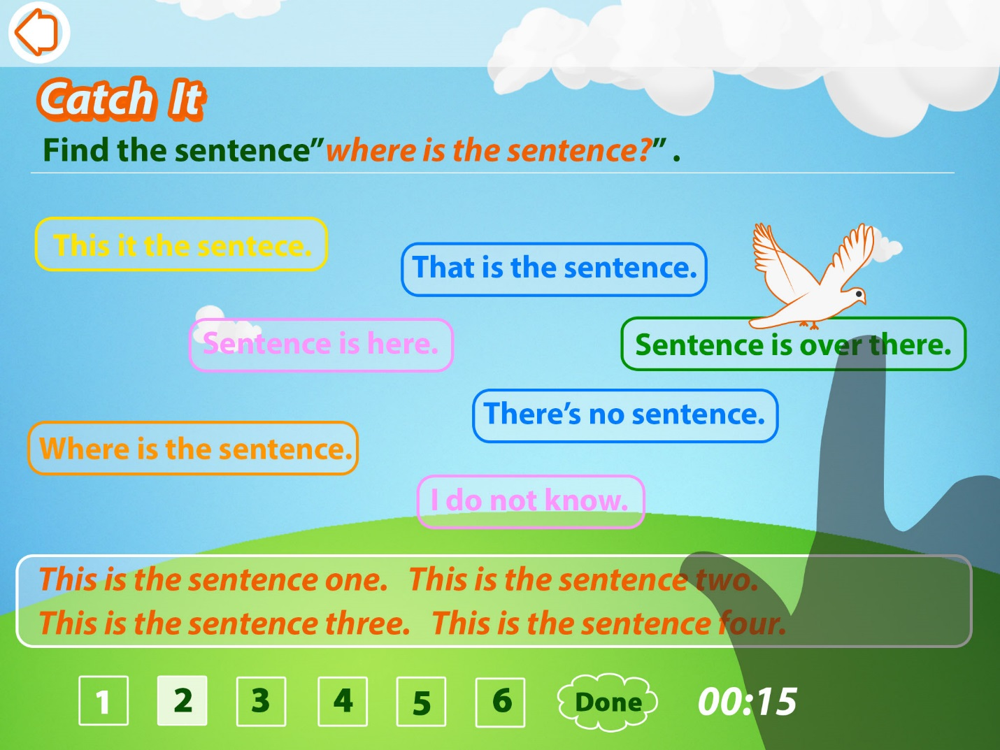 Catch It
Find the sentence”where is the sentence?” .
This it the sentece.
That is the sentence.
Sentence is here.
Sentence is over there.
There’s no sentence.
Where is the sentence.
I do not know.
This is the sentence one. This is the sentence two.
This is the sentence three. This is the sentence four.
1 2 3 4 5 6 Done 00:15